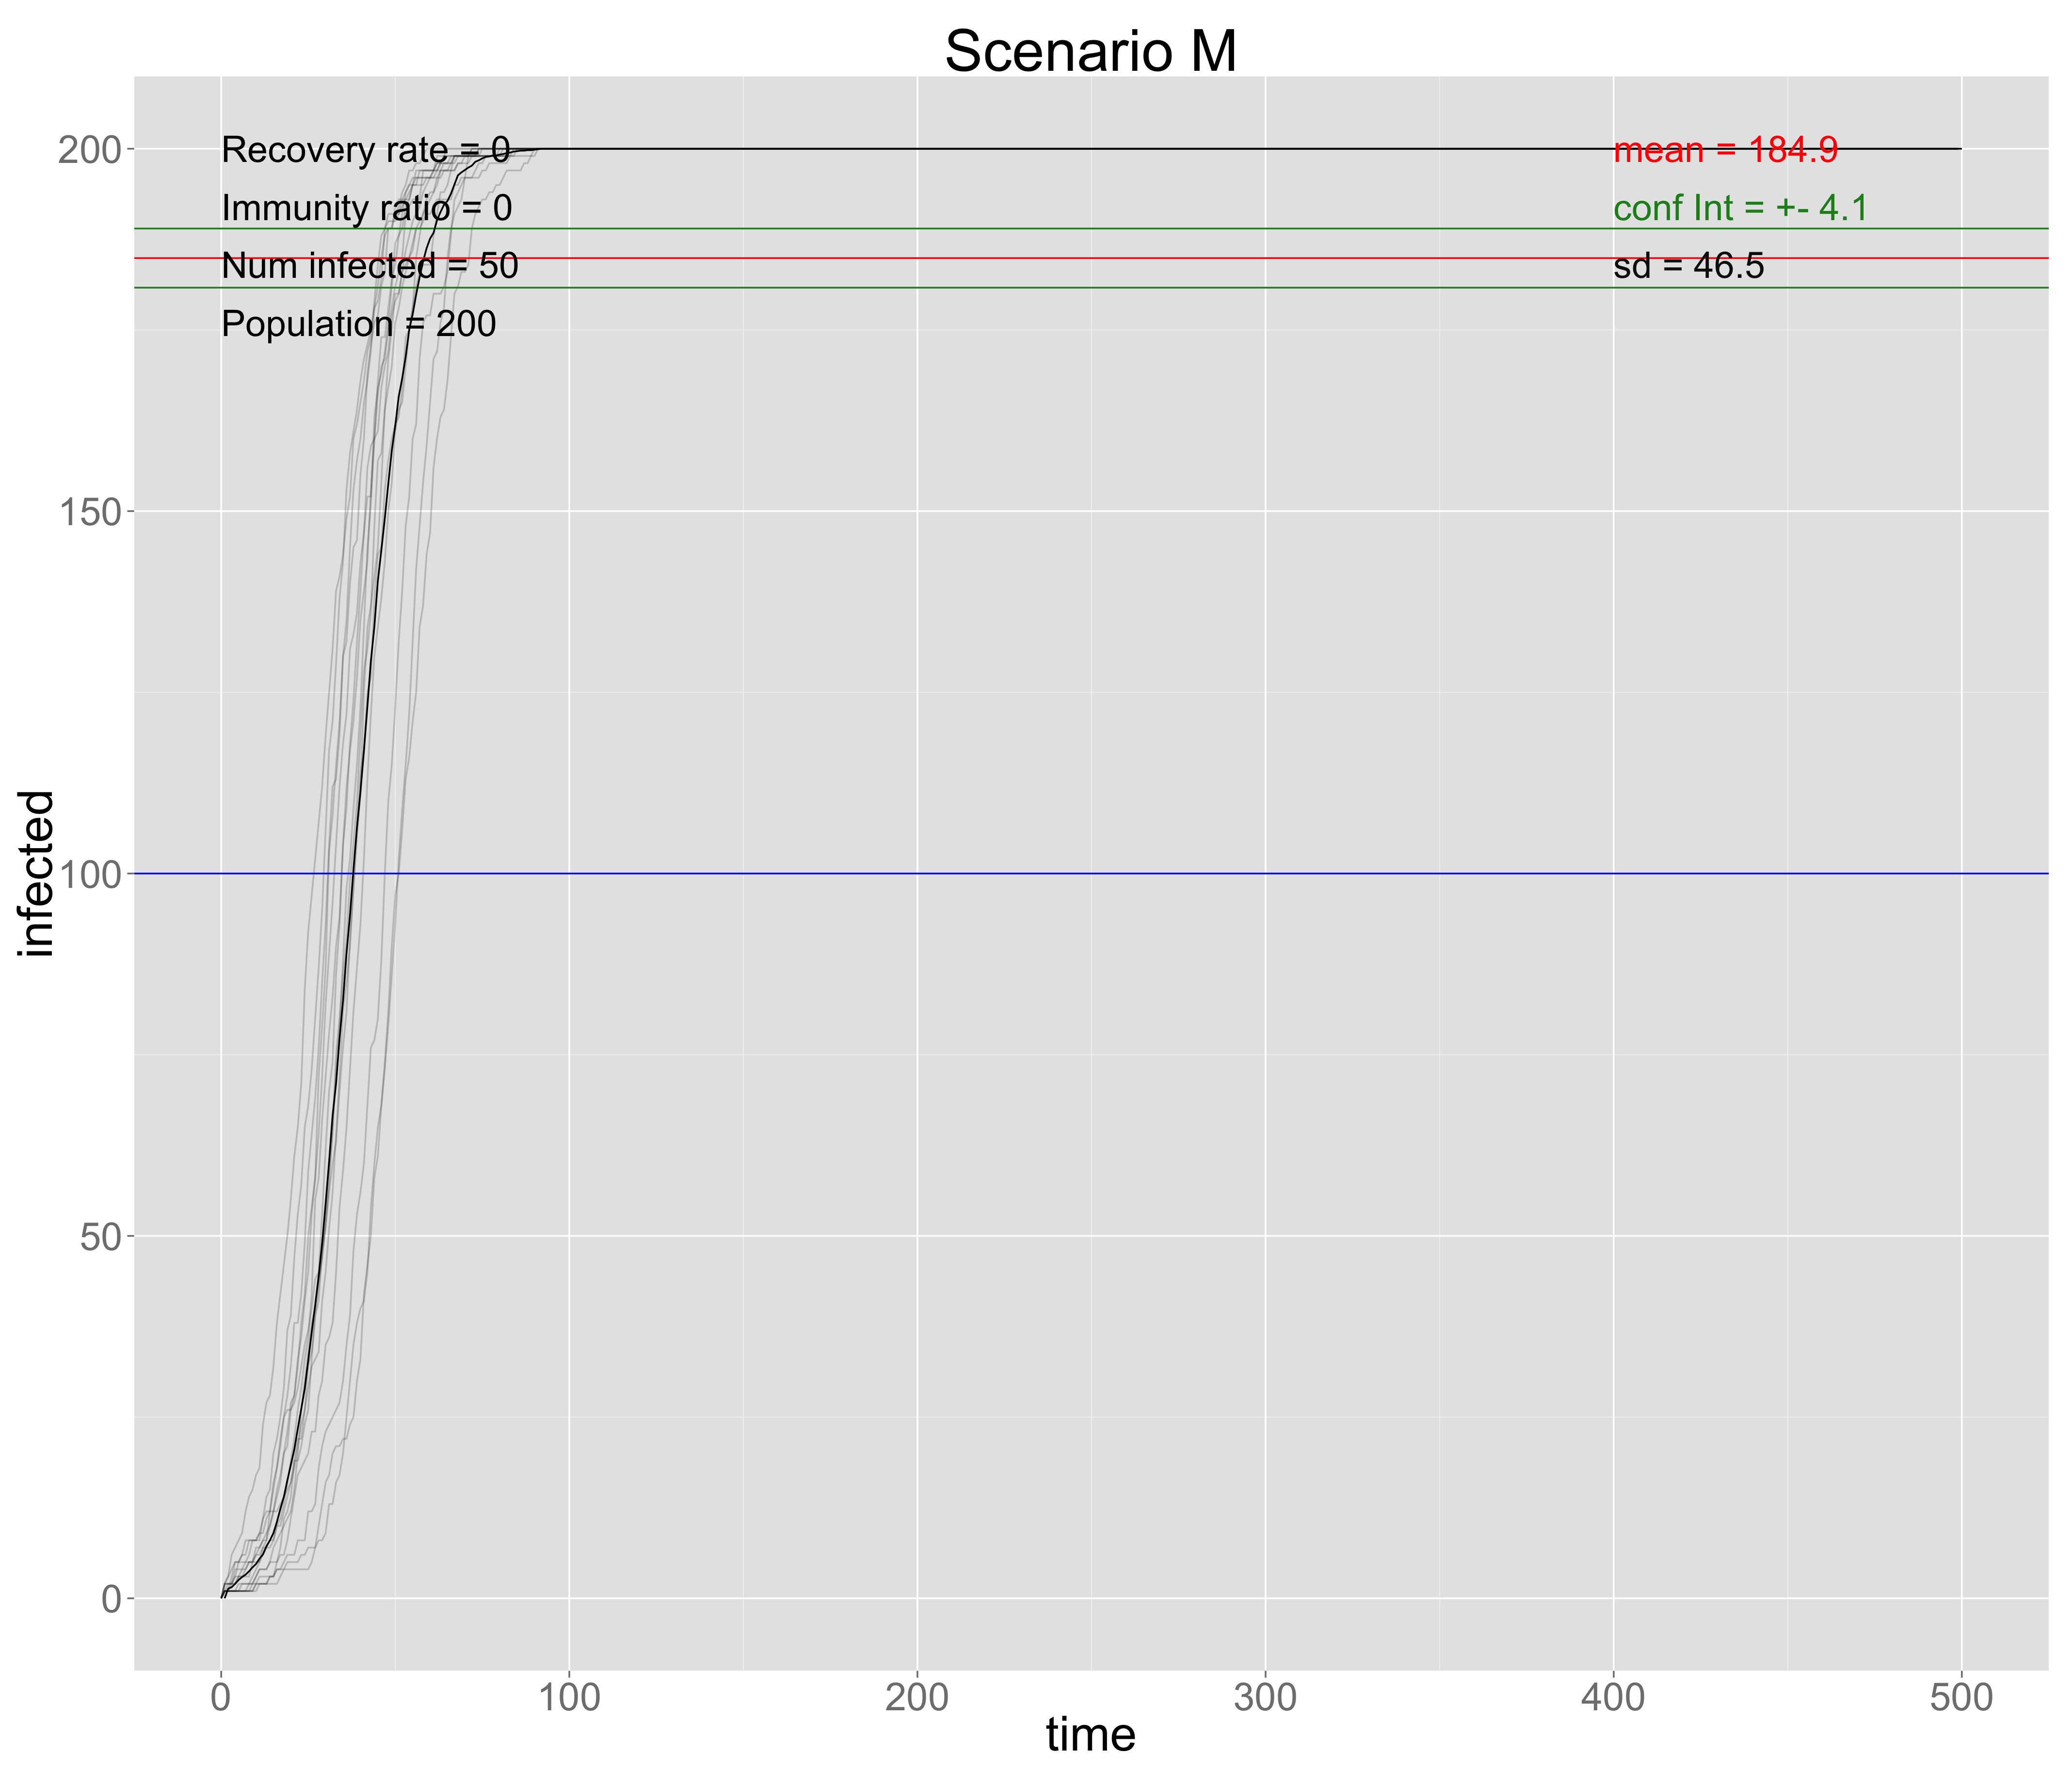 Scenario M
Recovery rate = 0
mean = 184.9
Immunity ratio = 0
conf Int = +- 4.1
Num infected = 50
sd = 46.5
Population = 200
infected
200
150
100
50
0
0 100 200 300 400 500
time